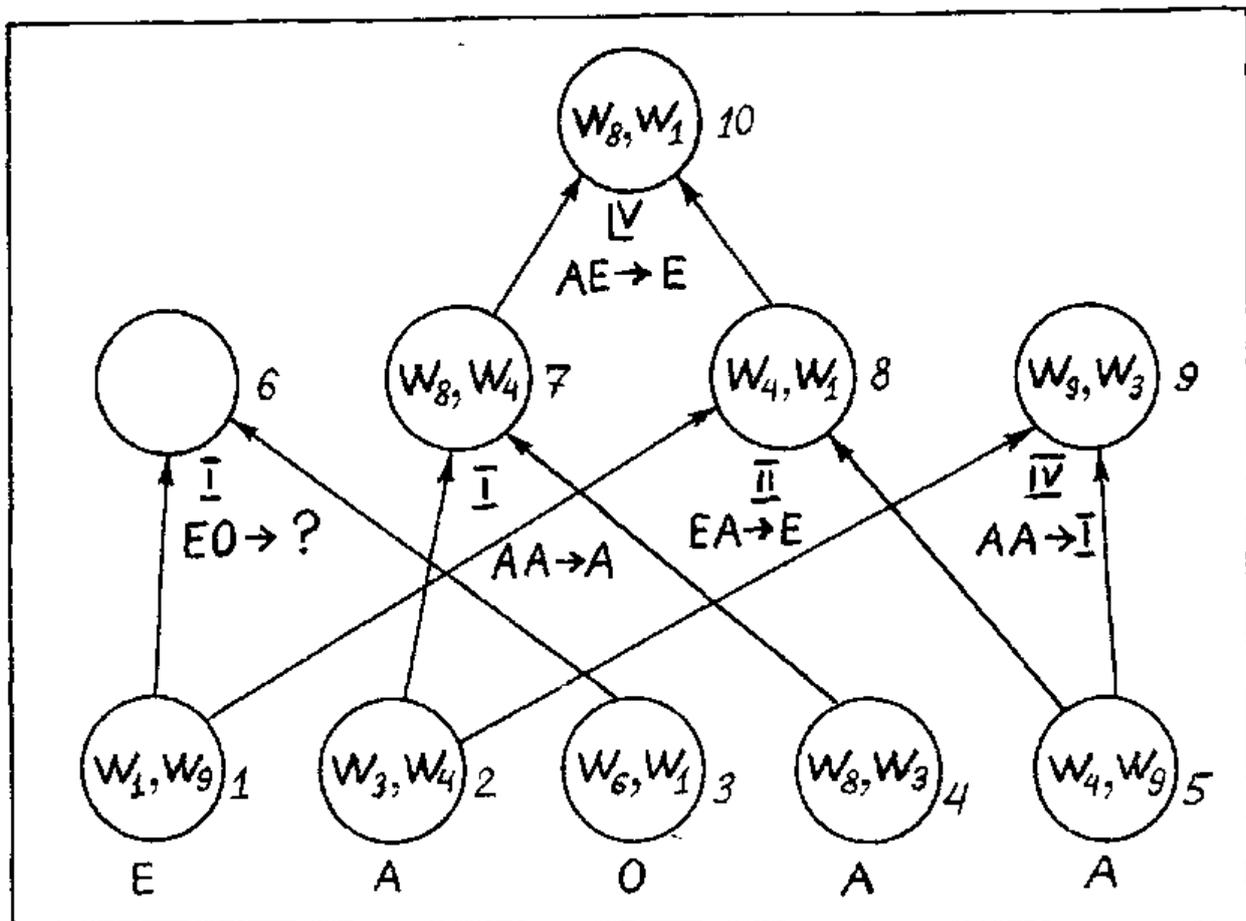 W₈, W₁ 10
IV
AE → E
6
W₈, W₄ 7
W₄, W₁ 8
W₉, W₃ 9
I
EO → ?
I
AA → A
II
EA → E
IV
AA → I
W₁, W₉ 1
W₃, W₄ 2
W₆, W₁ 3
W₈, W₃ 4
W₄, W₉ 5
E
A
O
A
A